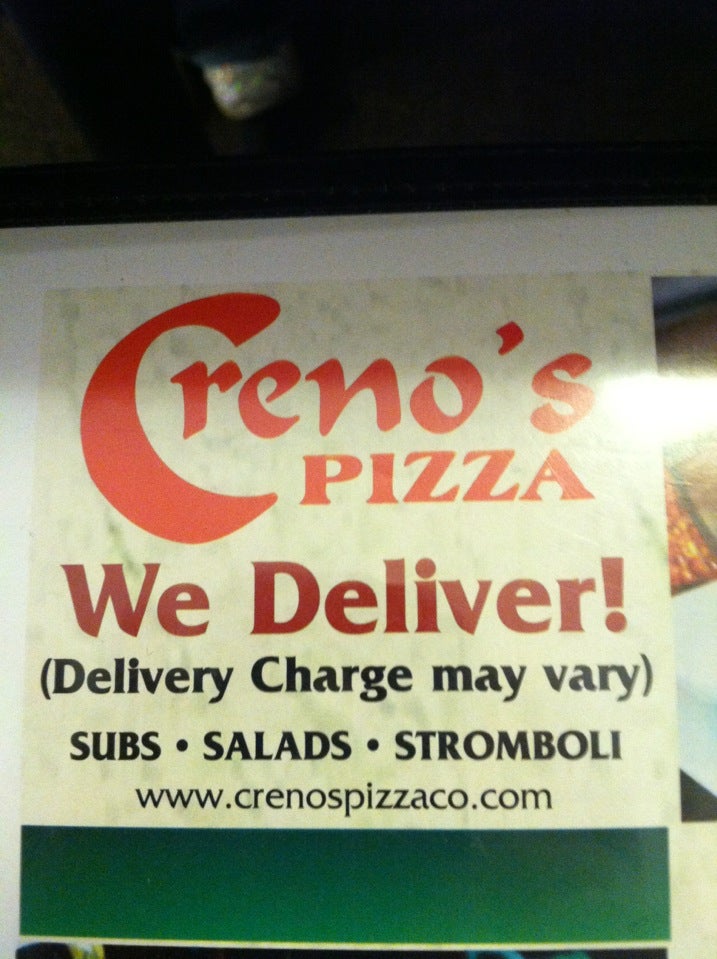 Creno's
PIZZA
We Deliver!
(Delivery Charge may vary)
SUBS • SALADS • STROMBOLI
www.crenospizzaco.com